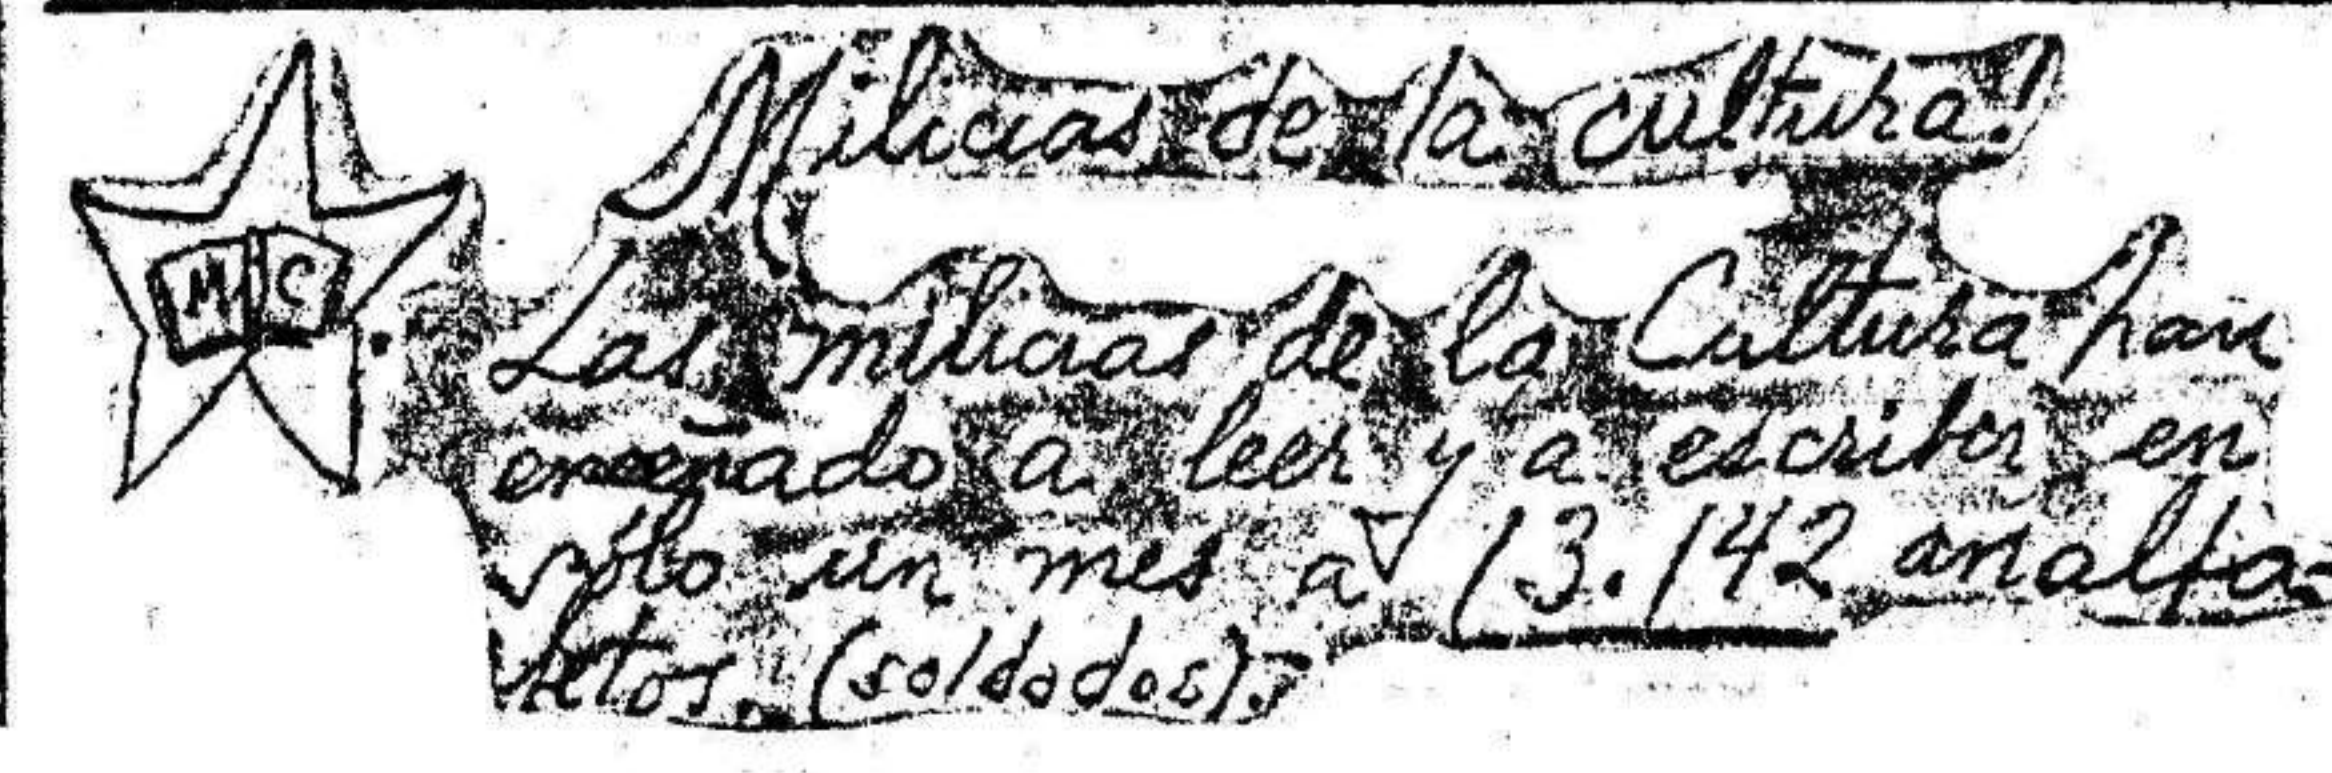 Milicias de la cultura!
M C
Las milicias de la Cultura han
enseñado a leer y a escribir en
sólo un mes a 13.142 analfa-
betos. (soldados).